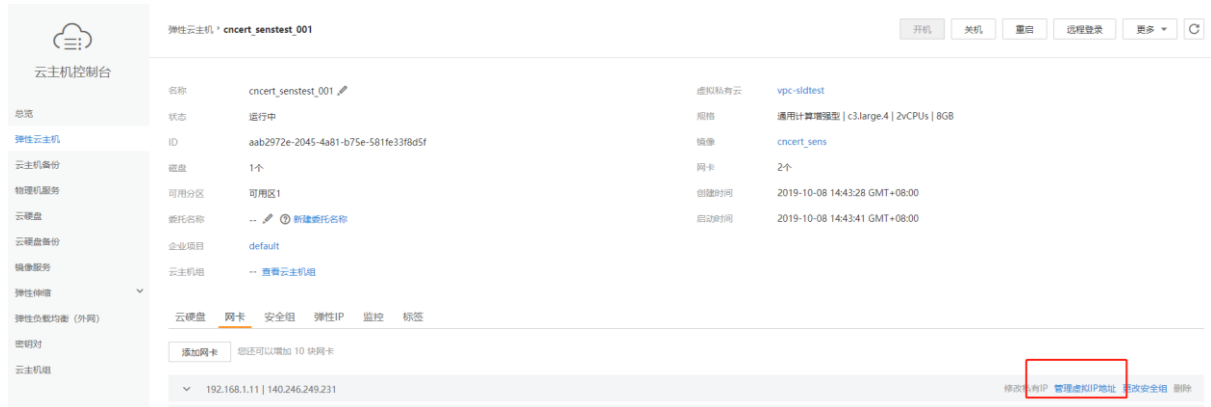 弹性云主机 › cncert_senstest_001
开机 关机 重启 远程登录 更多
云主机控制台
总览
弹性云主机
云主机备份
物理机服务
云硬盘
云硬盘备份
镜像服务
弹性伸缩
弹性负载均衡（外网）
密钥对
云主机组
名称 cncert_senstest_001
状态 运行中
ID aab2972e-2045-4a81-b75e-581fe33f8d5f
磁盘 1个
可用分区 可用区1
委托名称 -- 新建委托名称
企业项目 default
云主机组 -- 查看云主机组
虚拟私有云 vpc-sldtest
规格 通用计算增强型 | c3.large.4 | 2vCPUs | 8GB
镜像 cncert_sens
网卡 2个
创建时间 2019-10-08 14:43:28 GMT+08:00
启动时间 2019-10-08 14:43:41 GMT+08:00
云硬盘 网卡 安全组 弹性IP 监控 标签
添加网卡 您还可以增加 10 块网卡
192.168.1.11 | 140.246.249.231 修改私有IP 管理虚拟IP地址 更改安全组 删除